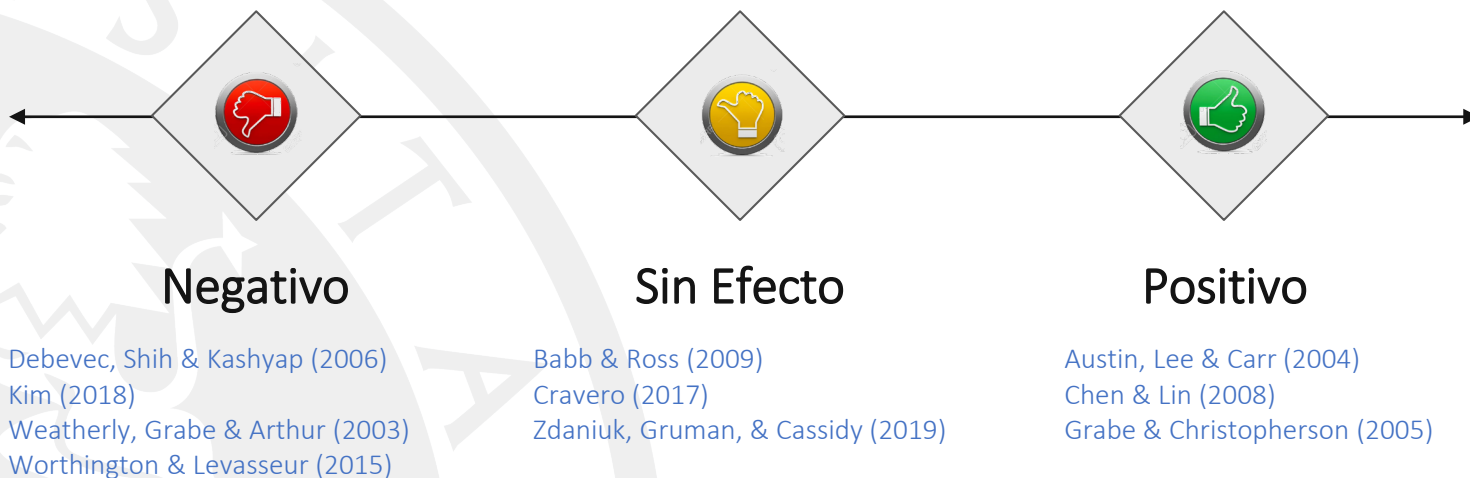 Negativo
Debevec, Shih & Kashyap (2006)
Kim (2018)
Weatherly, Grabe & Arthur (2003)
Worthington & Levasseur (2015)
Sin Efecto
Babb & Ross (2009)
Cravero (2017)
Zdaniuk, Gruman, & Cassidy (2019)
Positivo
Austin, Lee & Carr (2004)
Chen & Lin (2008)
Grabe & Christopherson (2005)